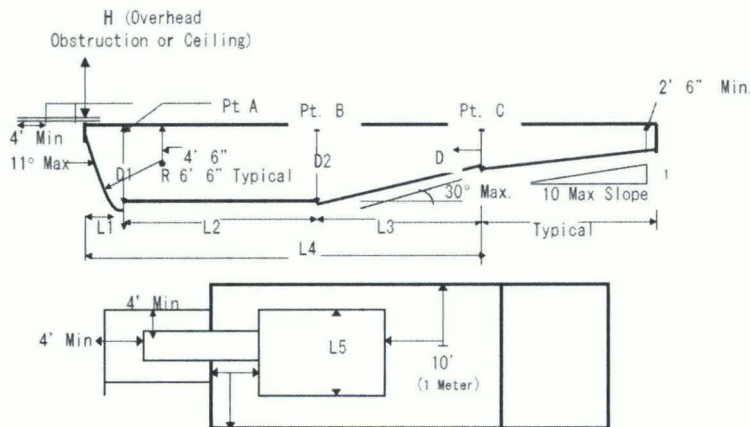 H (Overhead
Obstruction or Ceiling)
2' 6" Min.
Pt A
Pt. B
Pt. C
4' Min
11° Max
D1
4' 6"
R 6' 6" Typical
D2
D
30° Max.
1
10 Max Slope
L1
L2
L3
Typical
L4
4' Min
4' Min
L5
10'
(1 Meter)